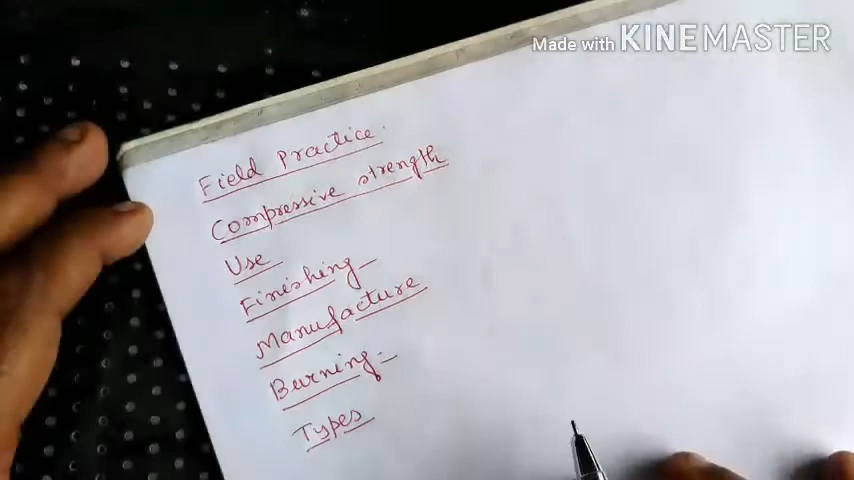 Made with KINEMASTER
Field Practice.
Compressive strength
Use
Finishing
Manufacture
Burning
Types